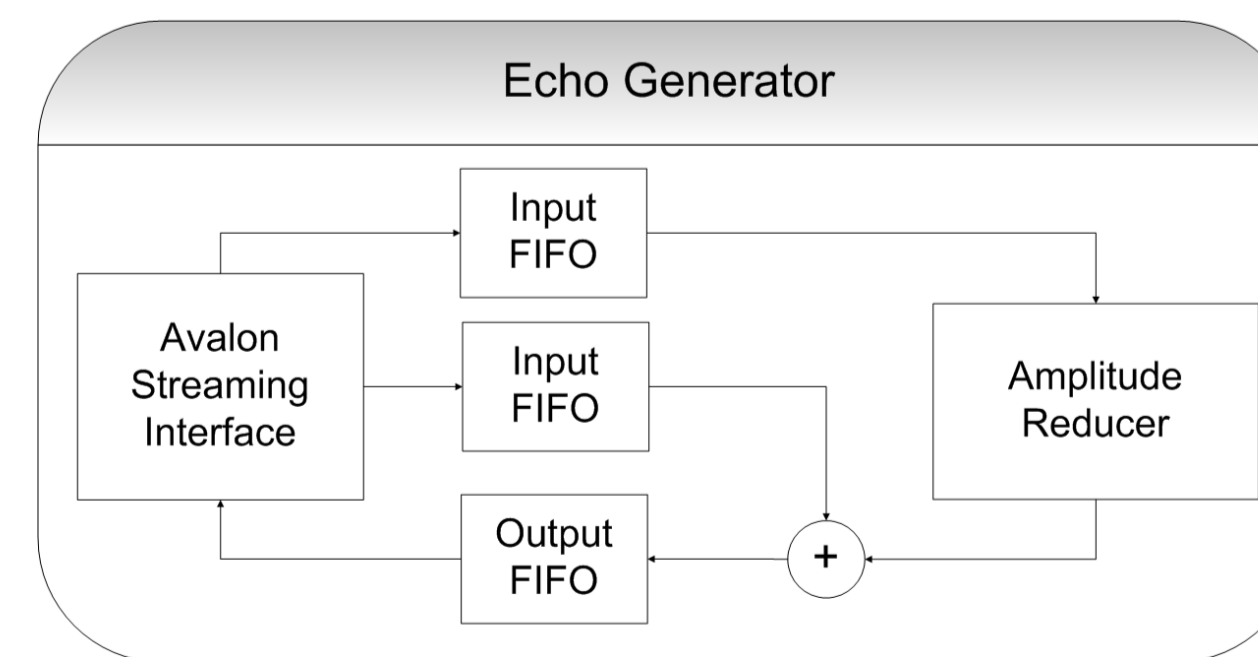 Echo Generator
Input
FIFO
Avalon
Streaming
Interface
Input
FIFO
Amplitude
Reducer
Output
FIFO
+